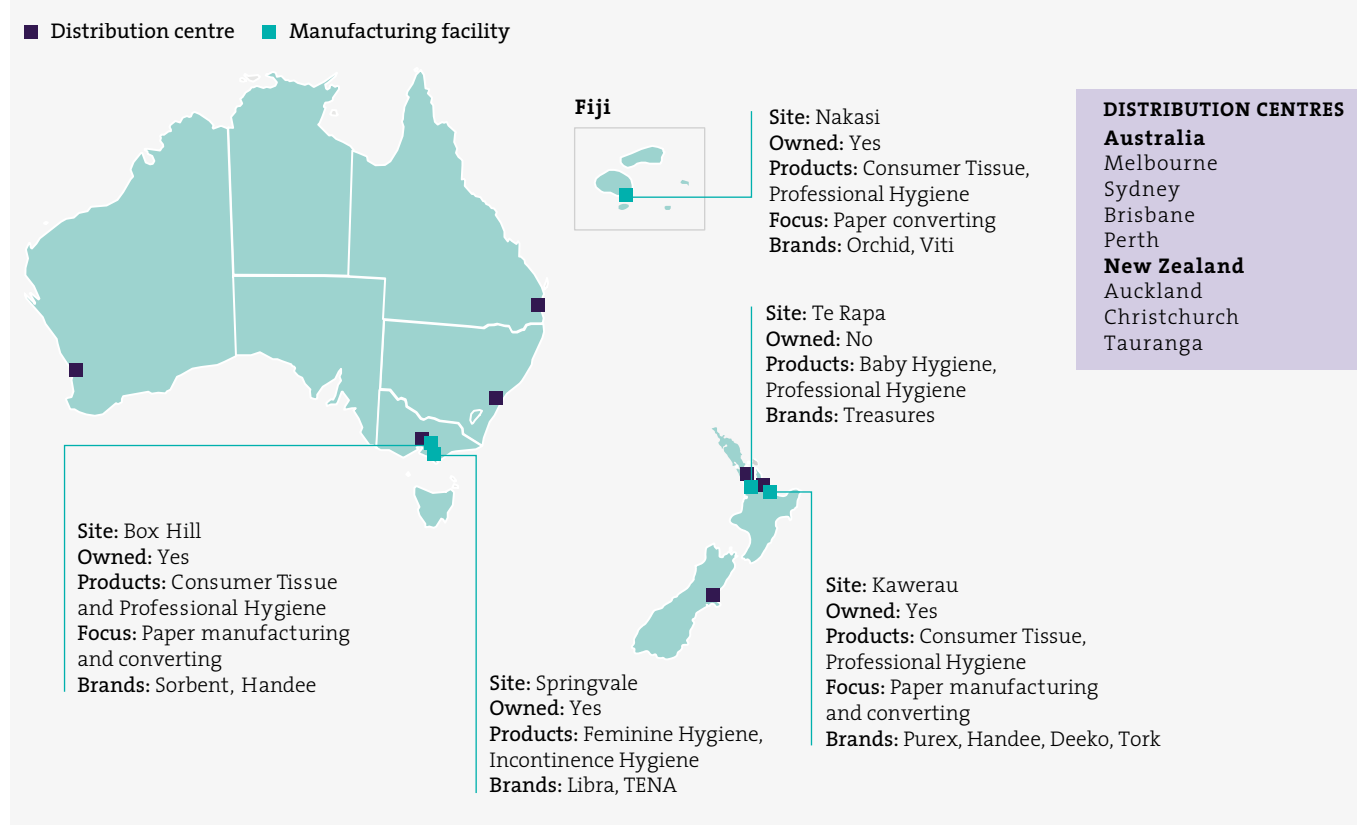 Distribution centre
Manufacturing facility
Fiji
Site: Nakasi
Owned: Yes
Products: Consumer Tissue,
Professional Hygiene
Focus: Paper converting
Brands: Orchid, Viti
DISTRIBUTION CENTRES
Australia
Melbourne
Sydney
Brisbane
Perth
New Zealand
Auckland
Christchurch
Tauranga
Site: Te Rapa
Owned: No
Products: Baby Hygiene,
Professional Hygiene
Brands: Treasures
Site: Box Hill
Owned: Yes
Products: Consumer Tissue
and Professional Hygiene
Focus: Paper manufacturing
and converting
Brands: Sorbent, Handee
Site: Springvale
Owned: Yes
Products: Feminine Hygiene,
Incontinence Hygiene
Brands: Libra, TENA
Site: Kawerau
Owned: Yes
Products: Consumer Tissue,
Professional Hygiene
Focus: Paper manufacturing
and converting
Brands: Purex, Handee, Deeko, Tork